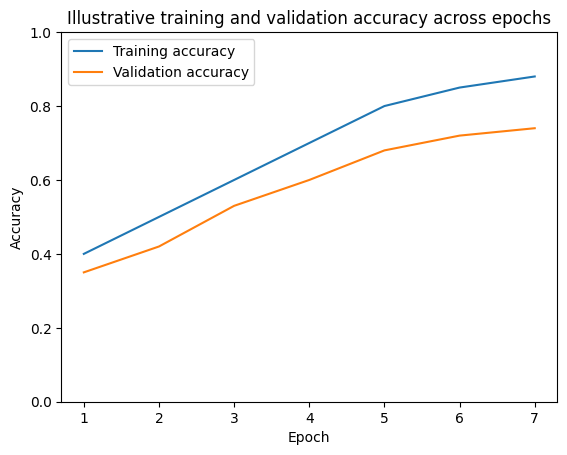 Illustrative training and validation accuracy across epochs
Training accuracy
Validation accuracy
1.0
0.8
0.6
0.4
0.2
0.0
Accuracy
1 2 3 4 5 6 7
Epoch